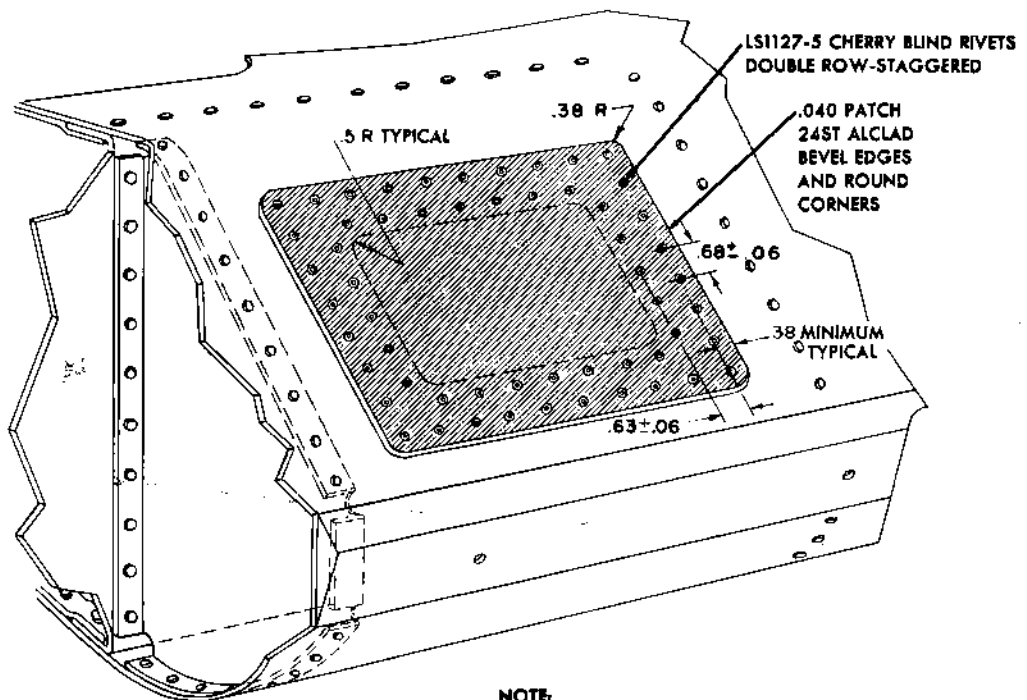 LS1127-5 CHERRY BLIND RIVETS
DOUBLE ROW-STAGGERED
.38 R
.5 R TYPICAL
.040 PATCH
24ST ALCLAD
BEVEL EDGES
AND ROUND
CORNERS
.68± .06
.38 MINIMUM
TYPICAL
.63±.06
NOTE: